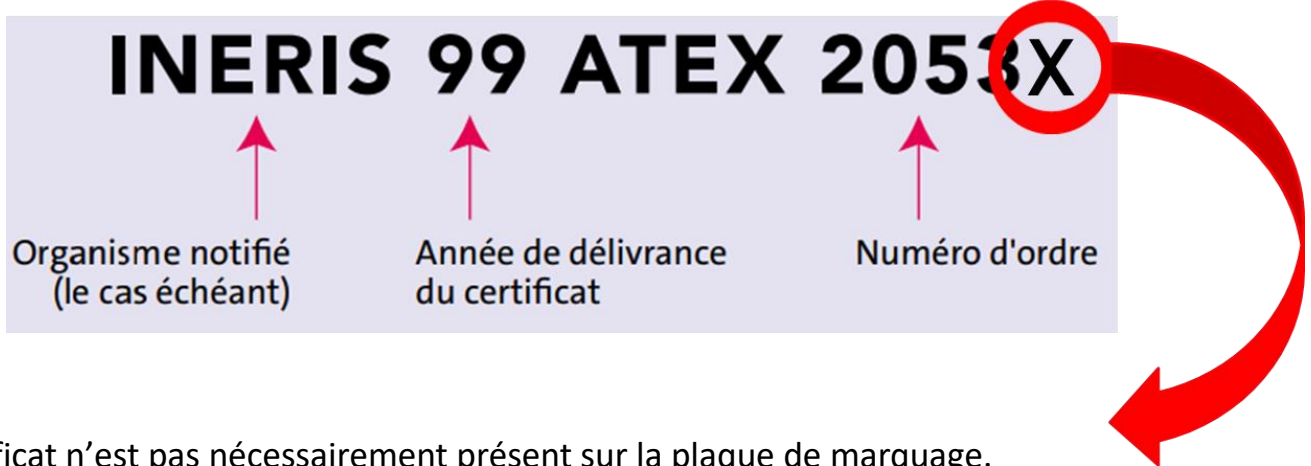 INERIS 99 ATEX 2053X
Organisme notifié
(le cas échéant)
Année de délivrance
du certificat
Numéro d'ordre
n'est pas nécessairement présent sur la plaque de marquage.